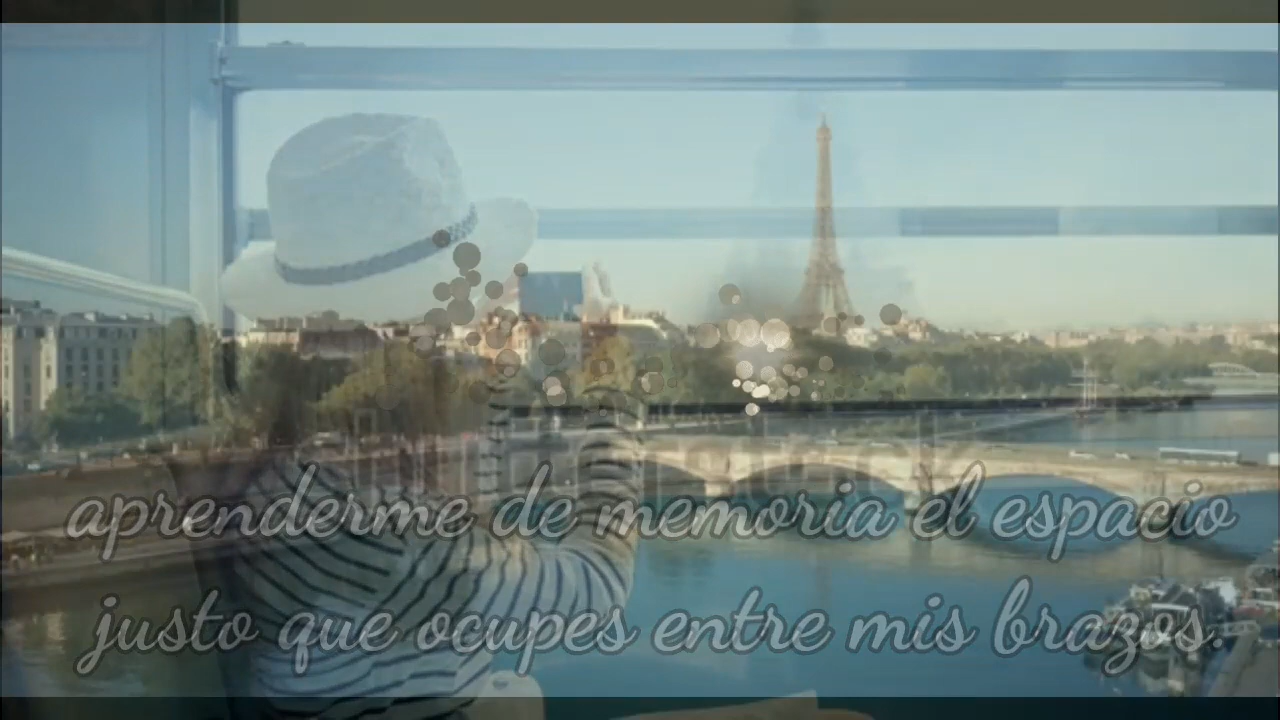 aprenderme de memoria el espacio
justo que ocupes entre mis brazos.